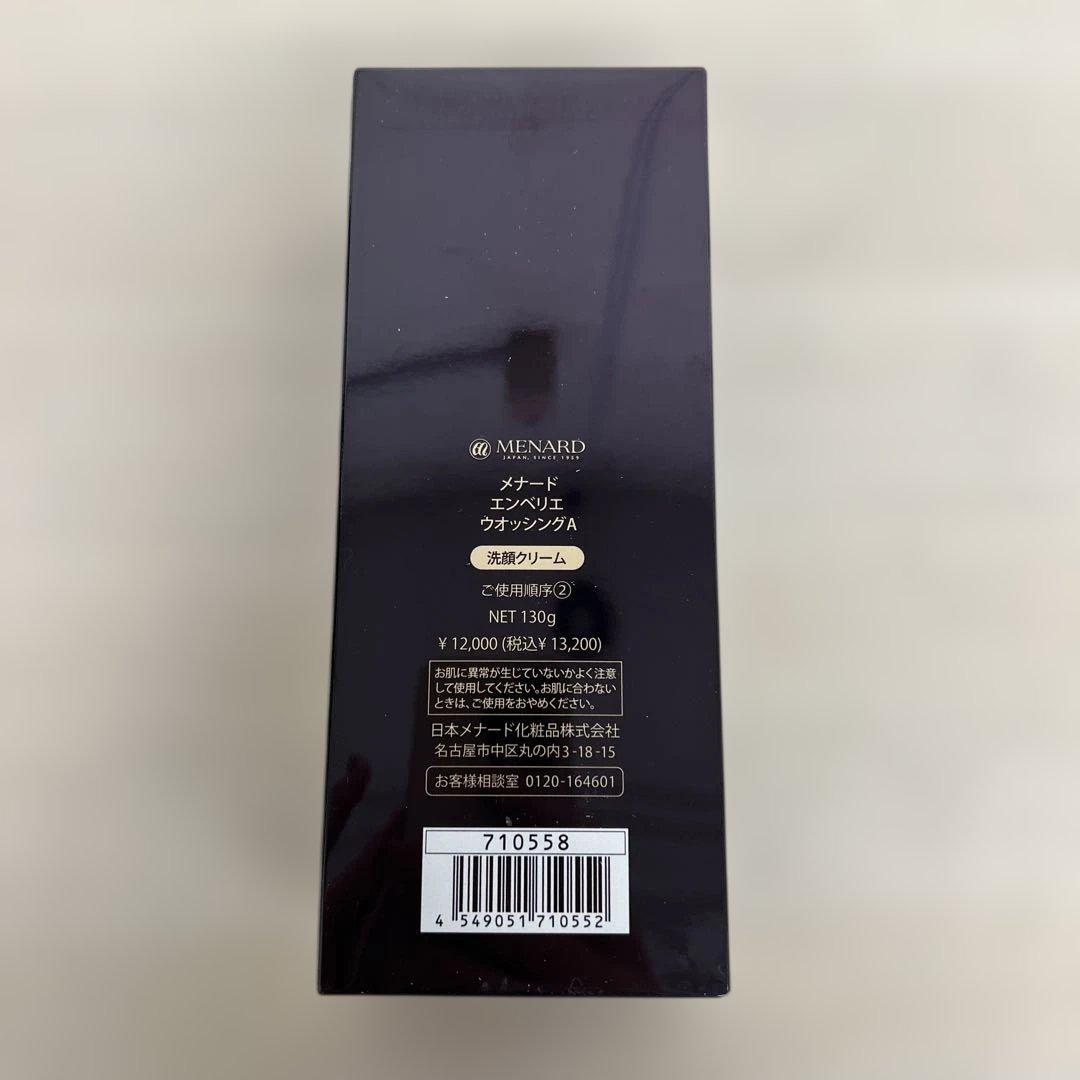 MENARD
JAPAN, SINCE 1959
メナード
エンベリエ
ウオッシングA
洗顔クリーム
ご使用順序②
NET 130g
¥12,000 (税込¥13,200)
お肌に異常が生じていないかよく注意
して使用してください。お肌に合わない
ときは、ご使用をおやめください。
日本メナード化粧品株式会社
名古屋市中区丸の内3-18-15
お客様相談室 0120-164601
710558
4 549051 710552